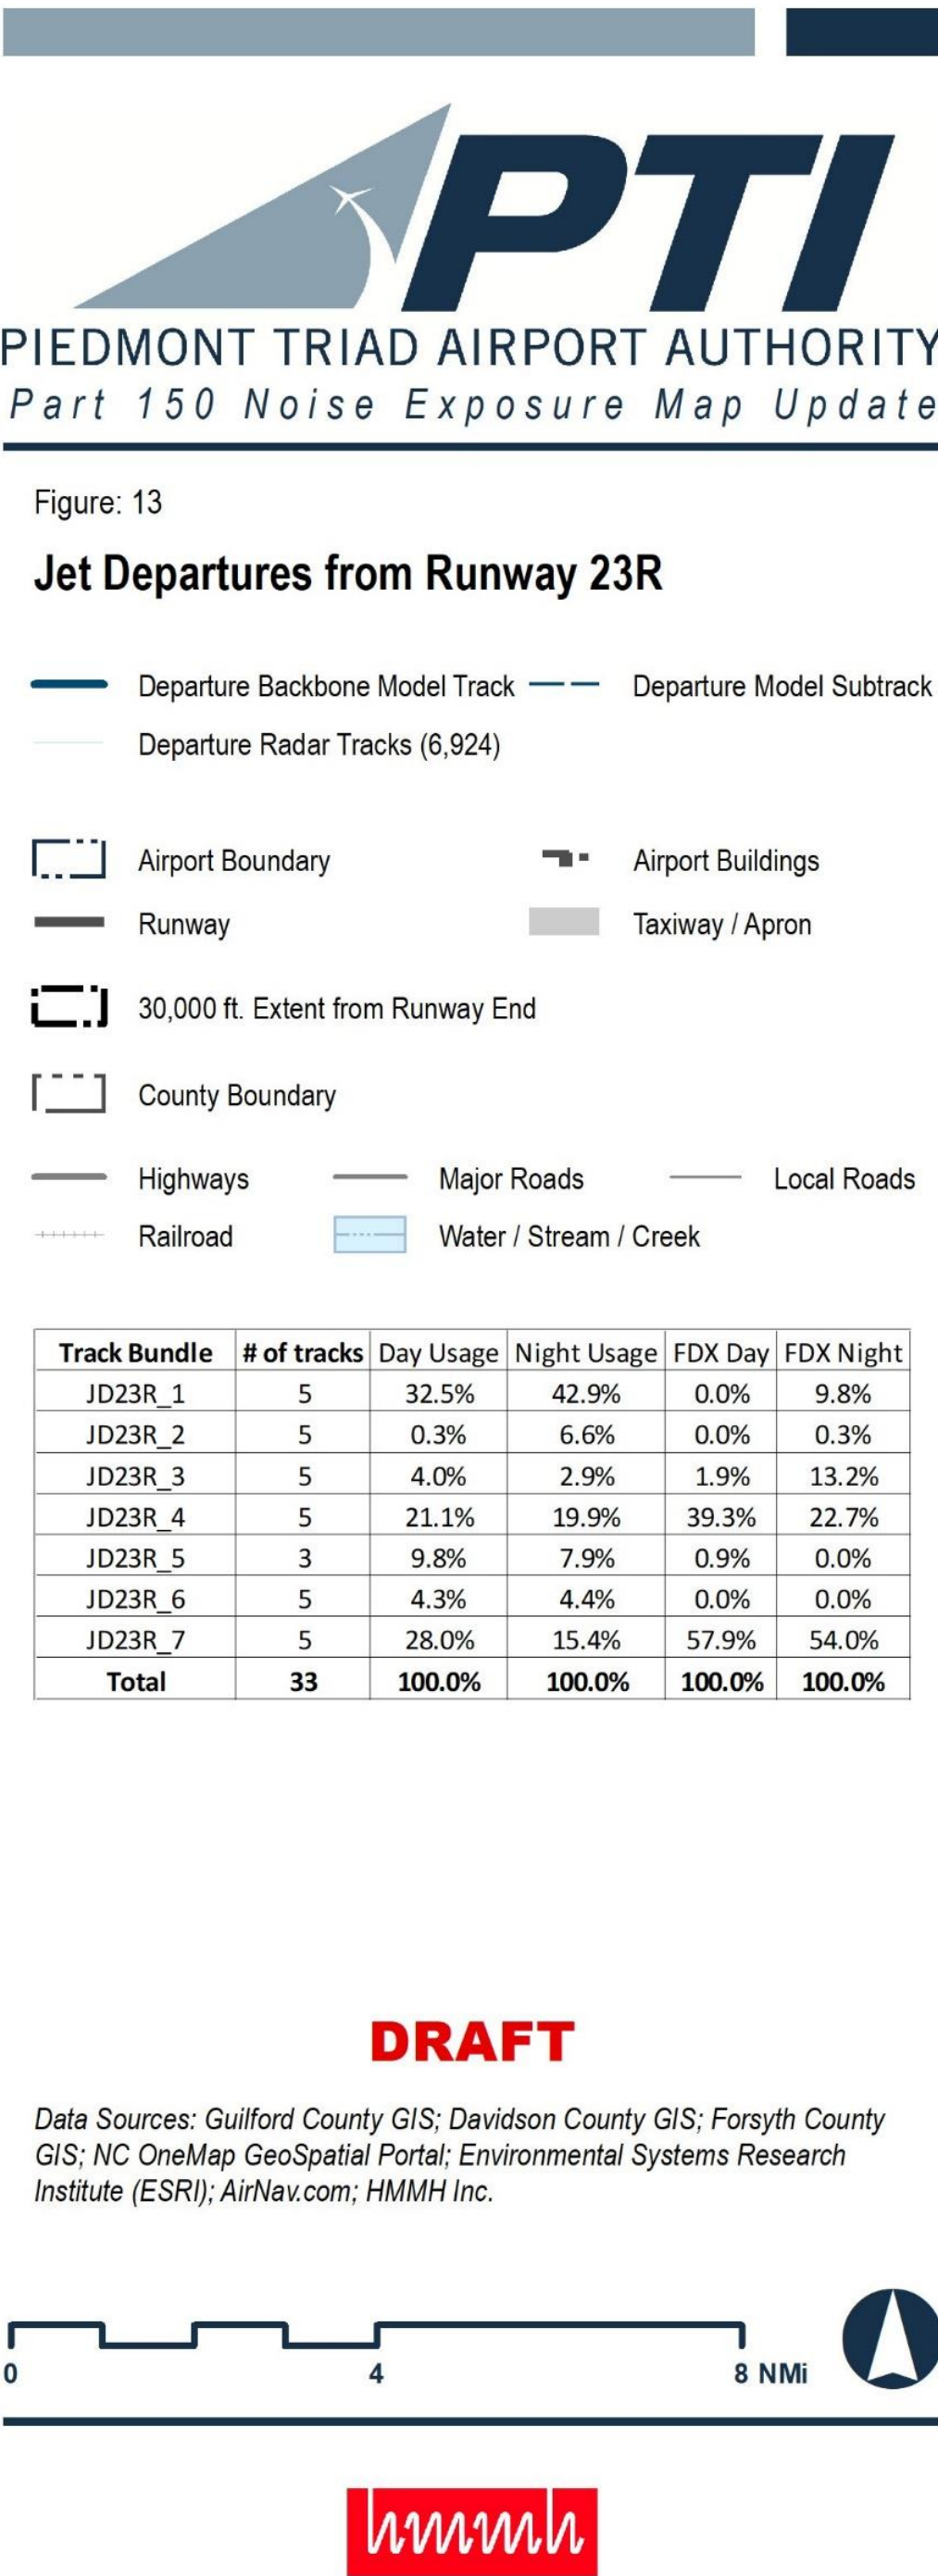 PTI
PIEDMONT TRIAD AIRPORT AUTHORITY
Part 150 Noise Exposure Map Update
Figure: 13
Jet Departures from Runway 23R
Departure Backbone Model Track Departure Model Subtrack
Departure Radar Tracks (6,924)
Airport Boundary Airport Buildings
Runway Taxiway / Apron
30,000 ft. Extent from Runway End
County Boundary
Highways Major Roads Local Roads
Railroad Water / Stream / Creek
Track Bundle # of tracks Day Usage Night Usage FDX Day FDX Night
JD23R_1 5 32.5% 42.9% 0.0% 9.8%
JD23R_2 5 0.3% 6.6% 0.0% 0.3%
JD23R_3 5 4.0% 2.9% 1.9% 13.2%
JD23R_4 5 21.1% 19.9% 39.3% 22.7%
JD23R_5 3 9.8% 7.9% 0.9% 0.0%
JD23R_6 5 4.3% 4.4% 0.0% 0.0%
JD23R_7 5 28.0% 15.4% 57.9% 54.0%
Total 33 100.0% 100.0% 100.0% 100.0%
DRAFT
Data Sources: Guilford County GIS; Davidson County GIS; Forsyth County
GIS; NC OneMap GeoSpatial Portal; Environmental Systems Research
Institute (ESRI); AirNav.com; HMMH Inc.
0 4 8 NMi
hmmh